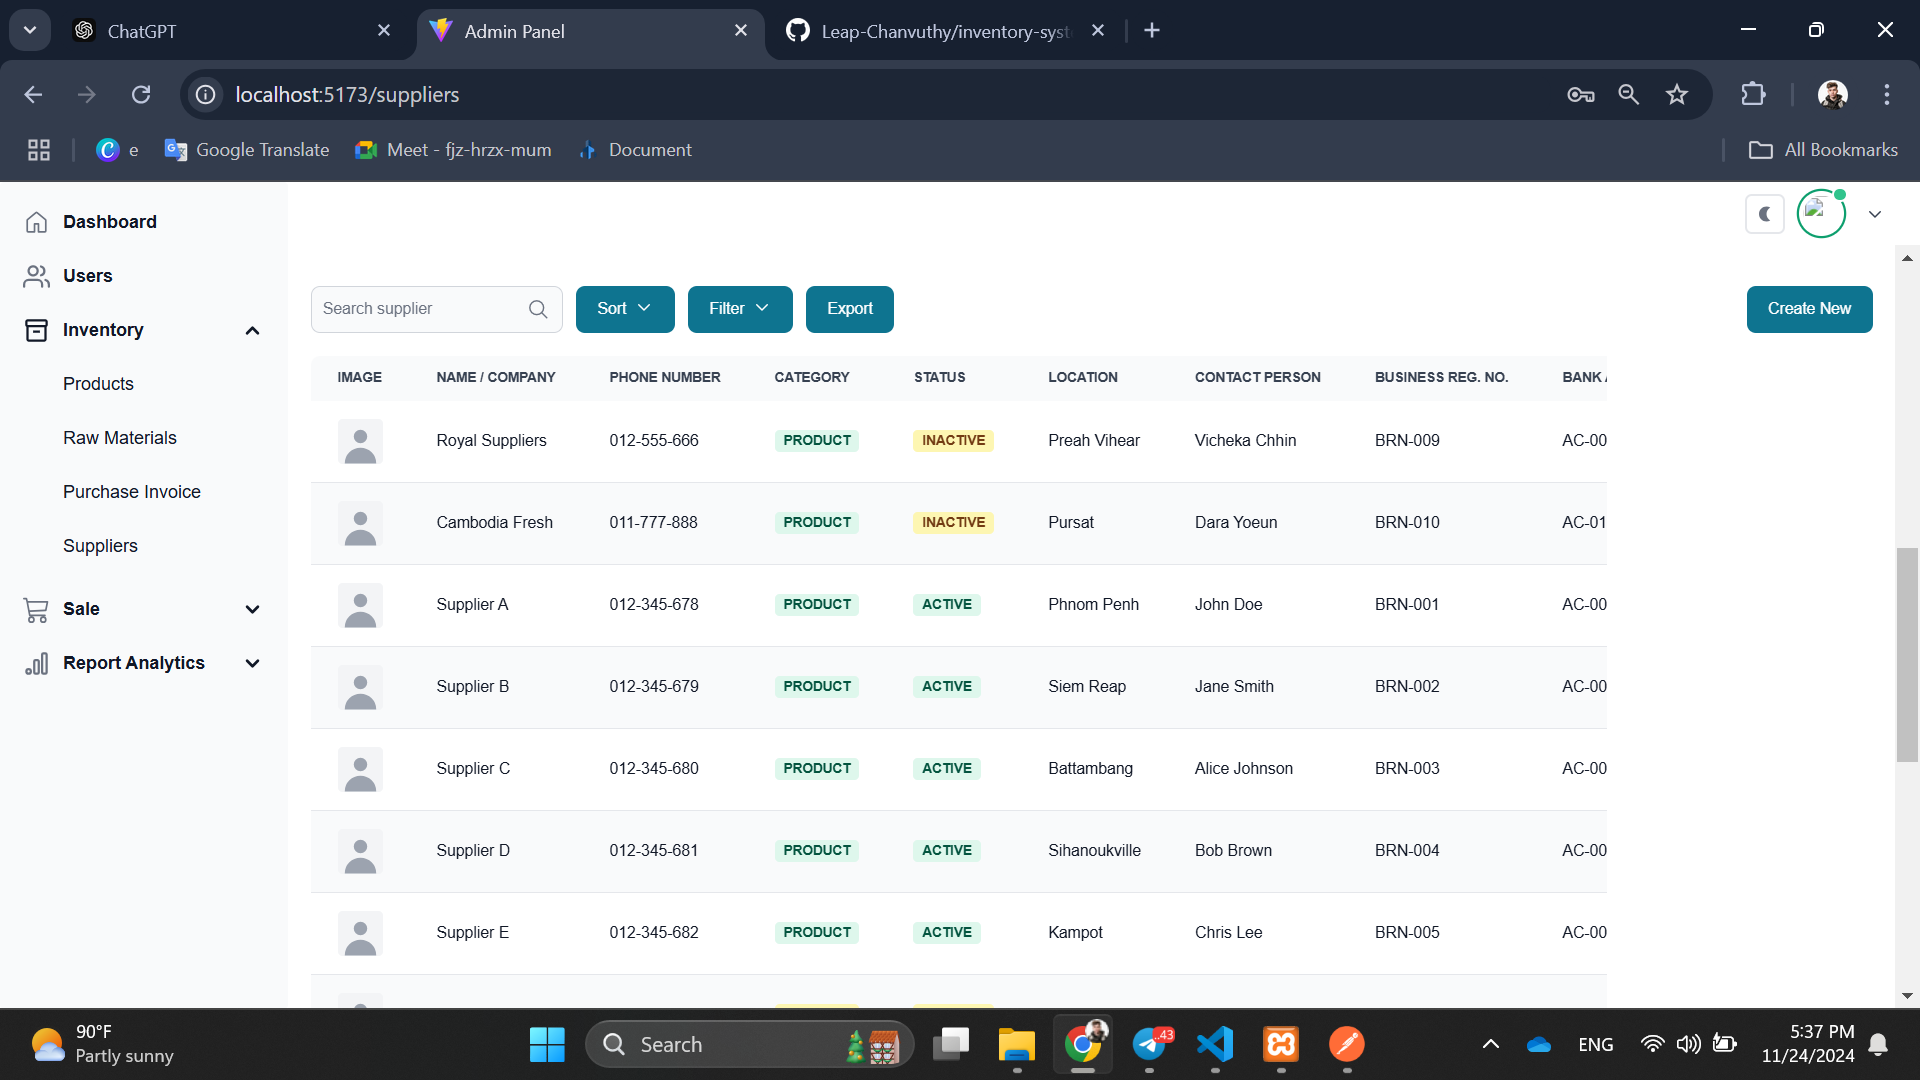 ChatGPT
Admin Panel
Leap-Chanvuthy/inventory-syst
localhost:5173/suppliers
e
Google Translate
Meet - fjz-hrzx-mum
Document
All Bookmarks
Dashboard
Users
Inventory
Products
Raw Materials
Purchase Invoice
Suppliers
Sale
Report Analytics
Search supplier
Sort
Filter
Export
Create New
IMAGE NAME / COMPANY PHONE NUMBER CATEGORY STATUS LOCATION CONTACT PERSON BUSINESS REG. NO. BANK
Royal Suppliers 012-555-666 PRODUCT INACTIVE Preah Vihear Vicheka Chhin BRN-009 AC-00
Cambodia Fresh 011-777-888 PRODUCT INACTIVE Pursat Dara Yoeun BRN-010 AC-01
Supplier A 012-345-678 PRODUCT ACTIVE Phnom Penh John Doe BRN-001 AC-00
Supplier B 012-345-679 PRODUCT ACTIVE Siem Reap Jane Smith BRN-002 AC-00
Supplier C 012-345-680 PRODUCT ACTIVE Battambang Alice Johnson BRN-003 AC-00
Supplier D 012-345-681 PRODUCT ACTIVE Sihanoukville Bob Brown BRN-004 AC-00
Supplier E 012-345-682 PRODUCT ACTIVE Kampot Chris Lee BRN-005 AC-00
90°F
Partly sunny
Search
..43
ENG
5:37 PM
11/24/2024